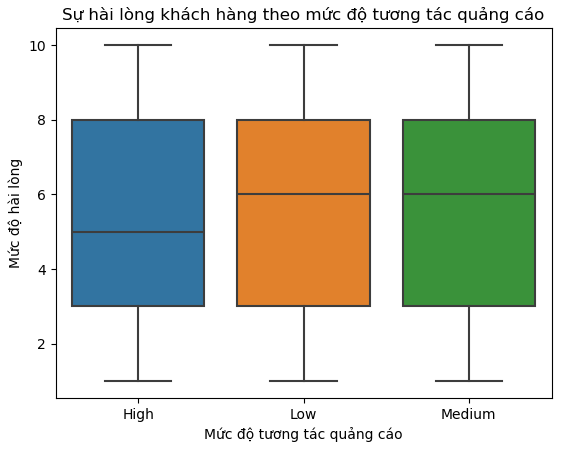 Sự hài lòng khách hàng theo mức độ tương tác quảng cáo
10
8
6
4
2
Mức độ hài lòng
High Low Medium
Mức độ tương tác quảng cáo